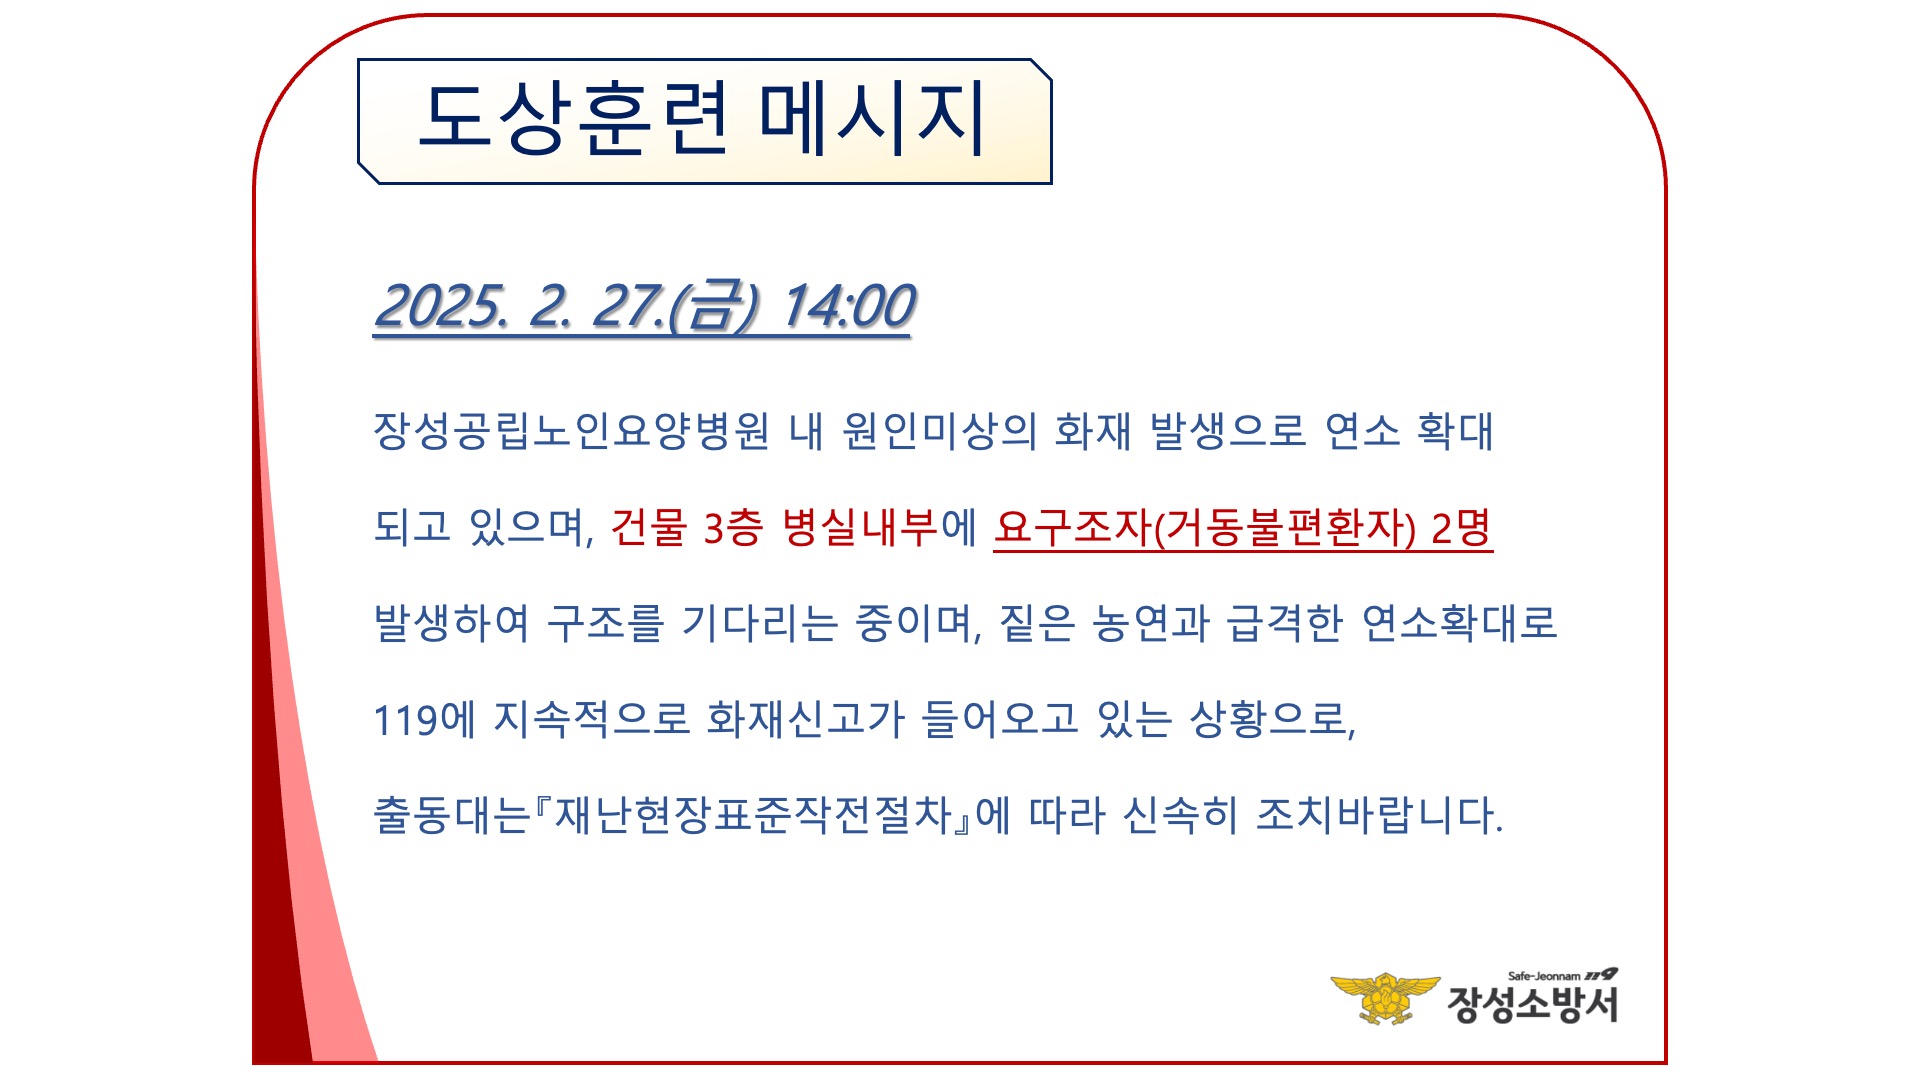 도상훈련 메시지
2025. 2. 27.(금) 14:00
장성공립노인요양병원 내 원인미상의 화재 발생으로 연소 확대
되고 있으며, 건물 3층 병실내부에 요구조자(거동불편환자) 2명
발생하여 구조를 기다리는 중이며, 짙은 농연과 급격한 연소확대로
119에 지속적으로 화재신고가 들어오고 있는 상황으로,
출동대는『재난현장표준작전절차』에 따라 신속히 조치바랍니다.
Safe-Jeonnam 119
장성소방서